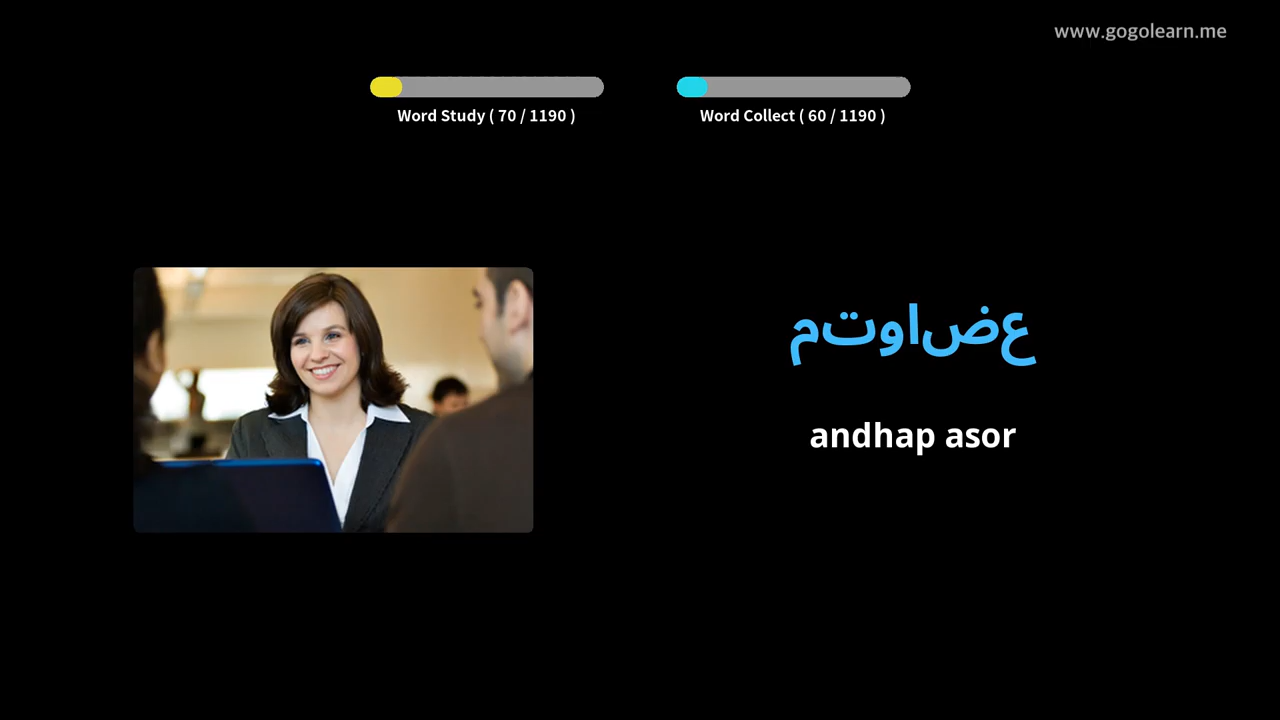 www.gogolearn.me
Word Study ( 70 / 1190 )
Word Collect ( 60 / 1190 )
متواضع
andhap asor